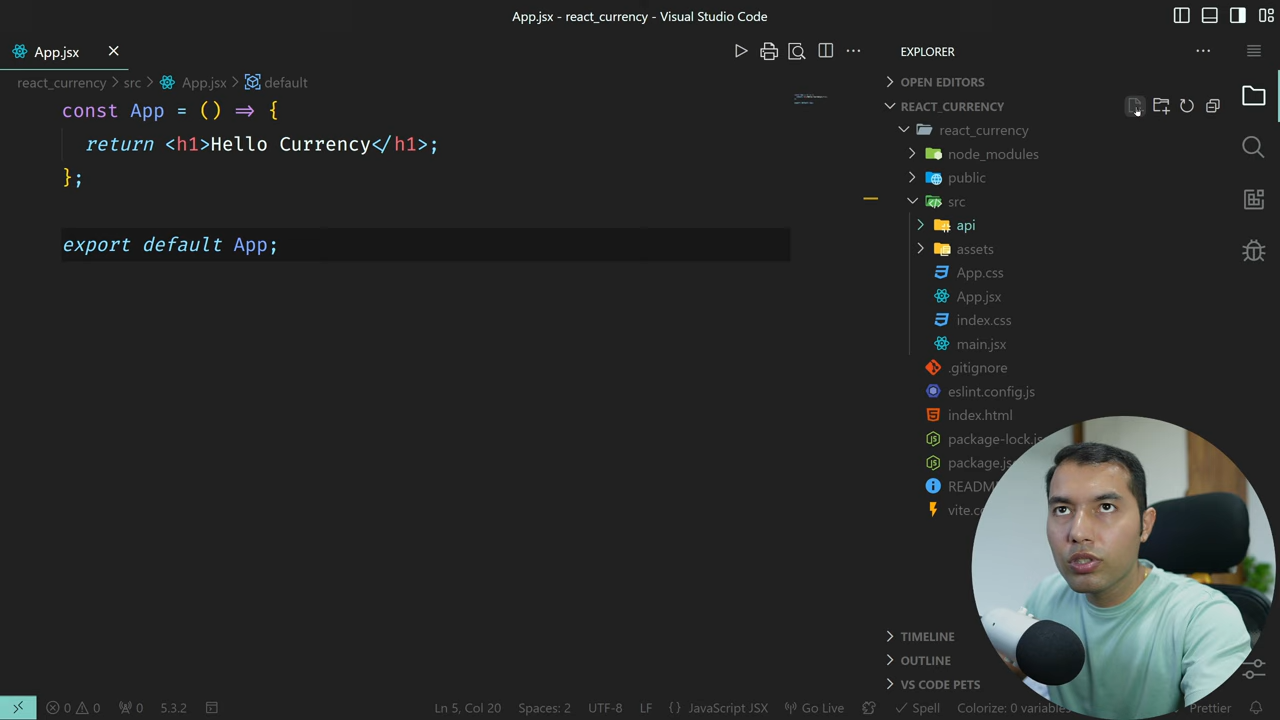 App.jsx - react_currency - Visual Studio Code
App.jsx
react_currency > src > App.jsx > default
const App = () => {
return <h1>Hello Currency</h1>;
};
export default App;
EXPLORER
OPEN EDITORS
REACT_CURRENCY
react_currency
node_modules
public
src
api
assets
App.css
App.jsx
index.css
main.jsx
.gitignore
eslint.config.js
index.html
package-lock.js
package.js
README
vite.c
TIMELINE
OUTLINE
VS CODE PETS
0 0 0 5.3.2 Ln 5, Col 20 Spaces: 2 UTF-8 LF {} JavaScript JSX Go Live Spell Colorize: 0 variables Prettier